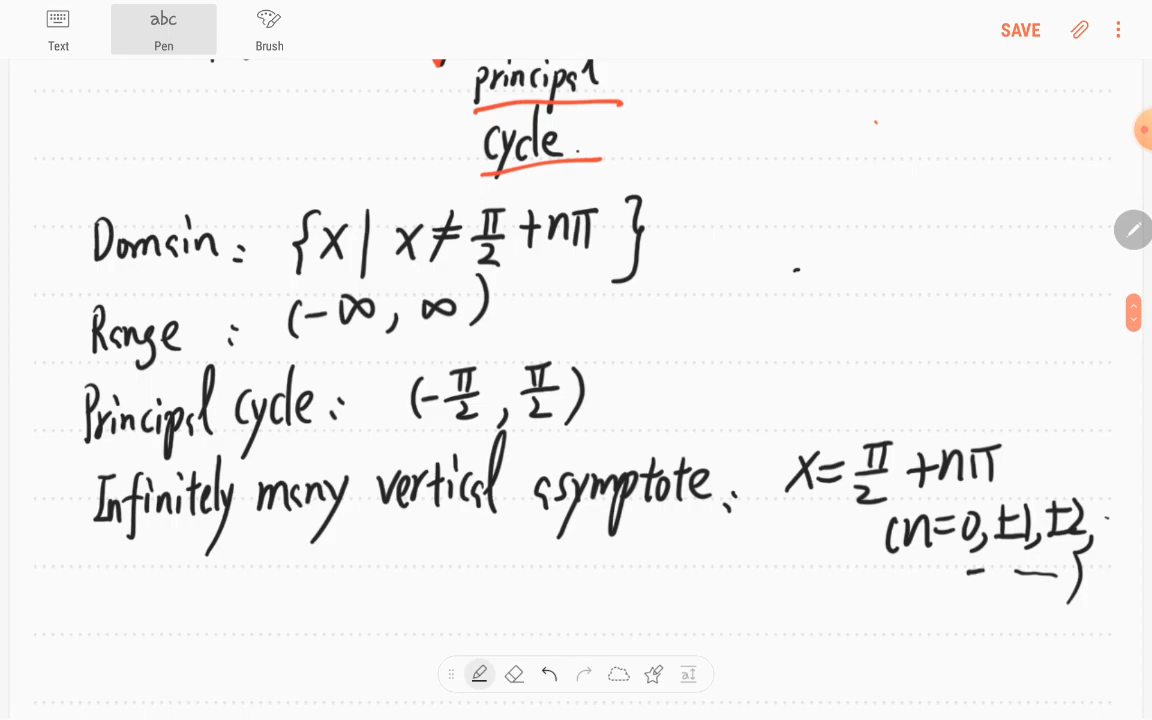 Text
abc
Pen
Brush
SAVE
principal
cycle.
Domain: {x | x ≠ π/2 + nπ }
Range : (-∞, ∞)
Principal cycle: (-π/2, π/2)
Infinitely many vertical asymptote: x = π/2 + nπ
(n=0, ±1, ±2,
- —)